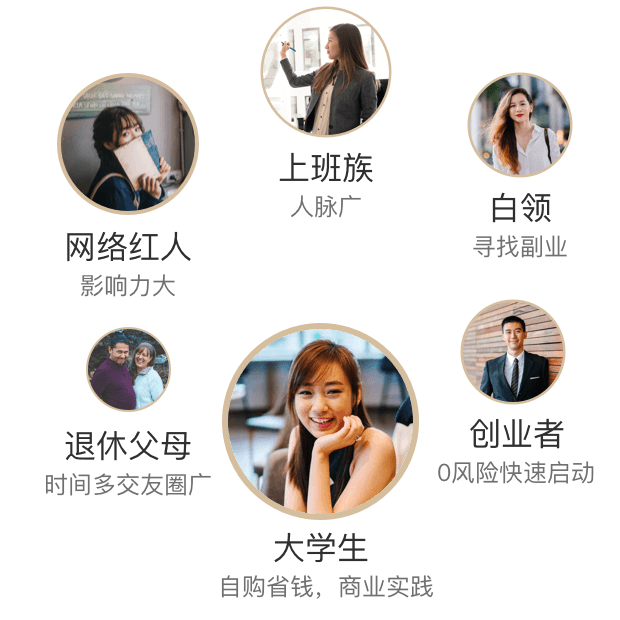 上班族
人脉广
网络红人
影响力大
白领
寻找副业
退休父母
时间多交友圈广
创业者
0风险快速启动
大学生
自购省钱，商业实践